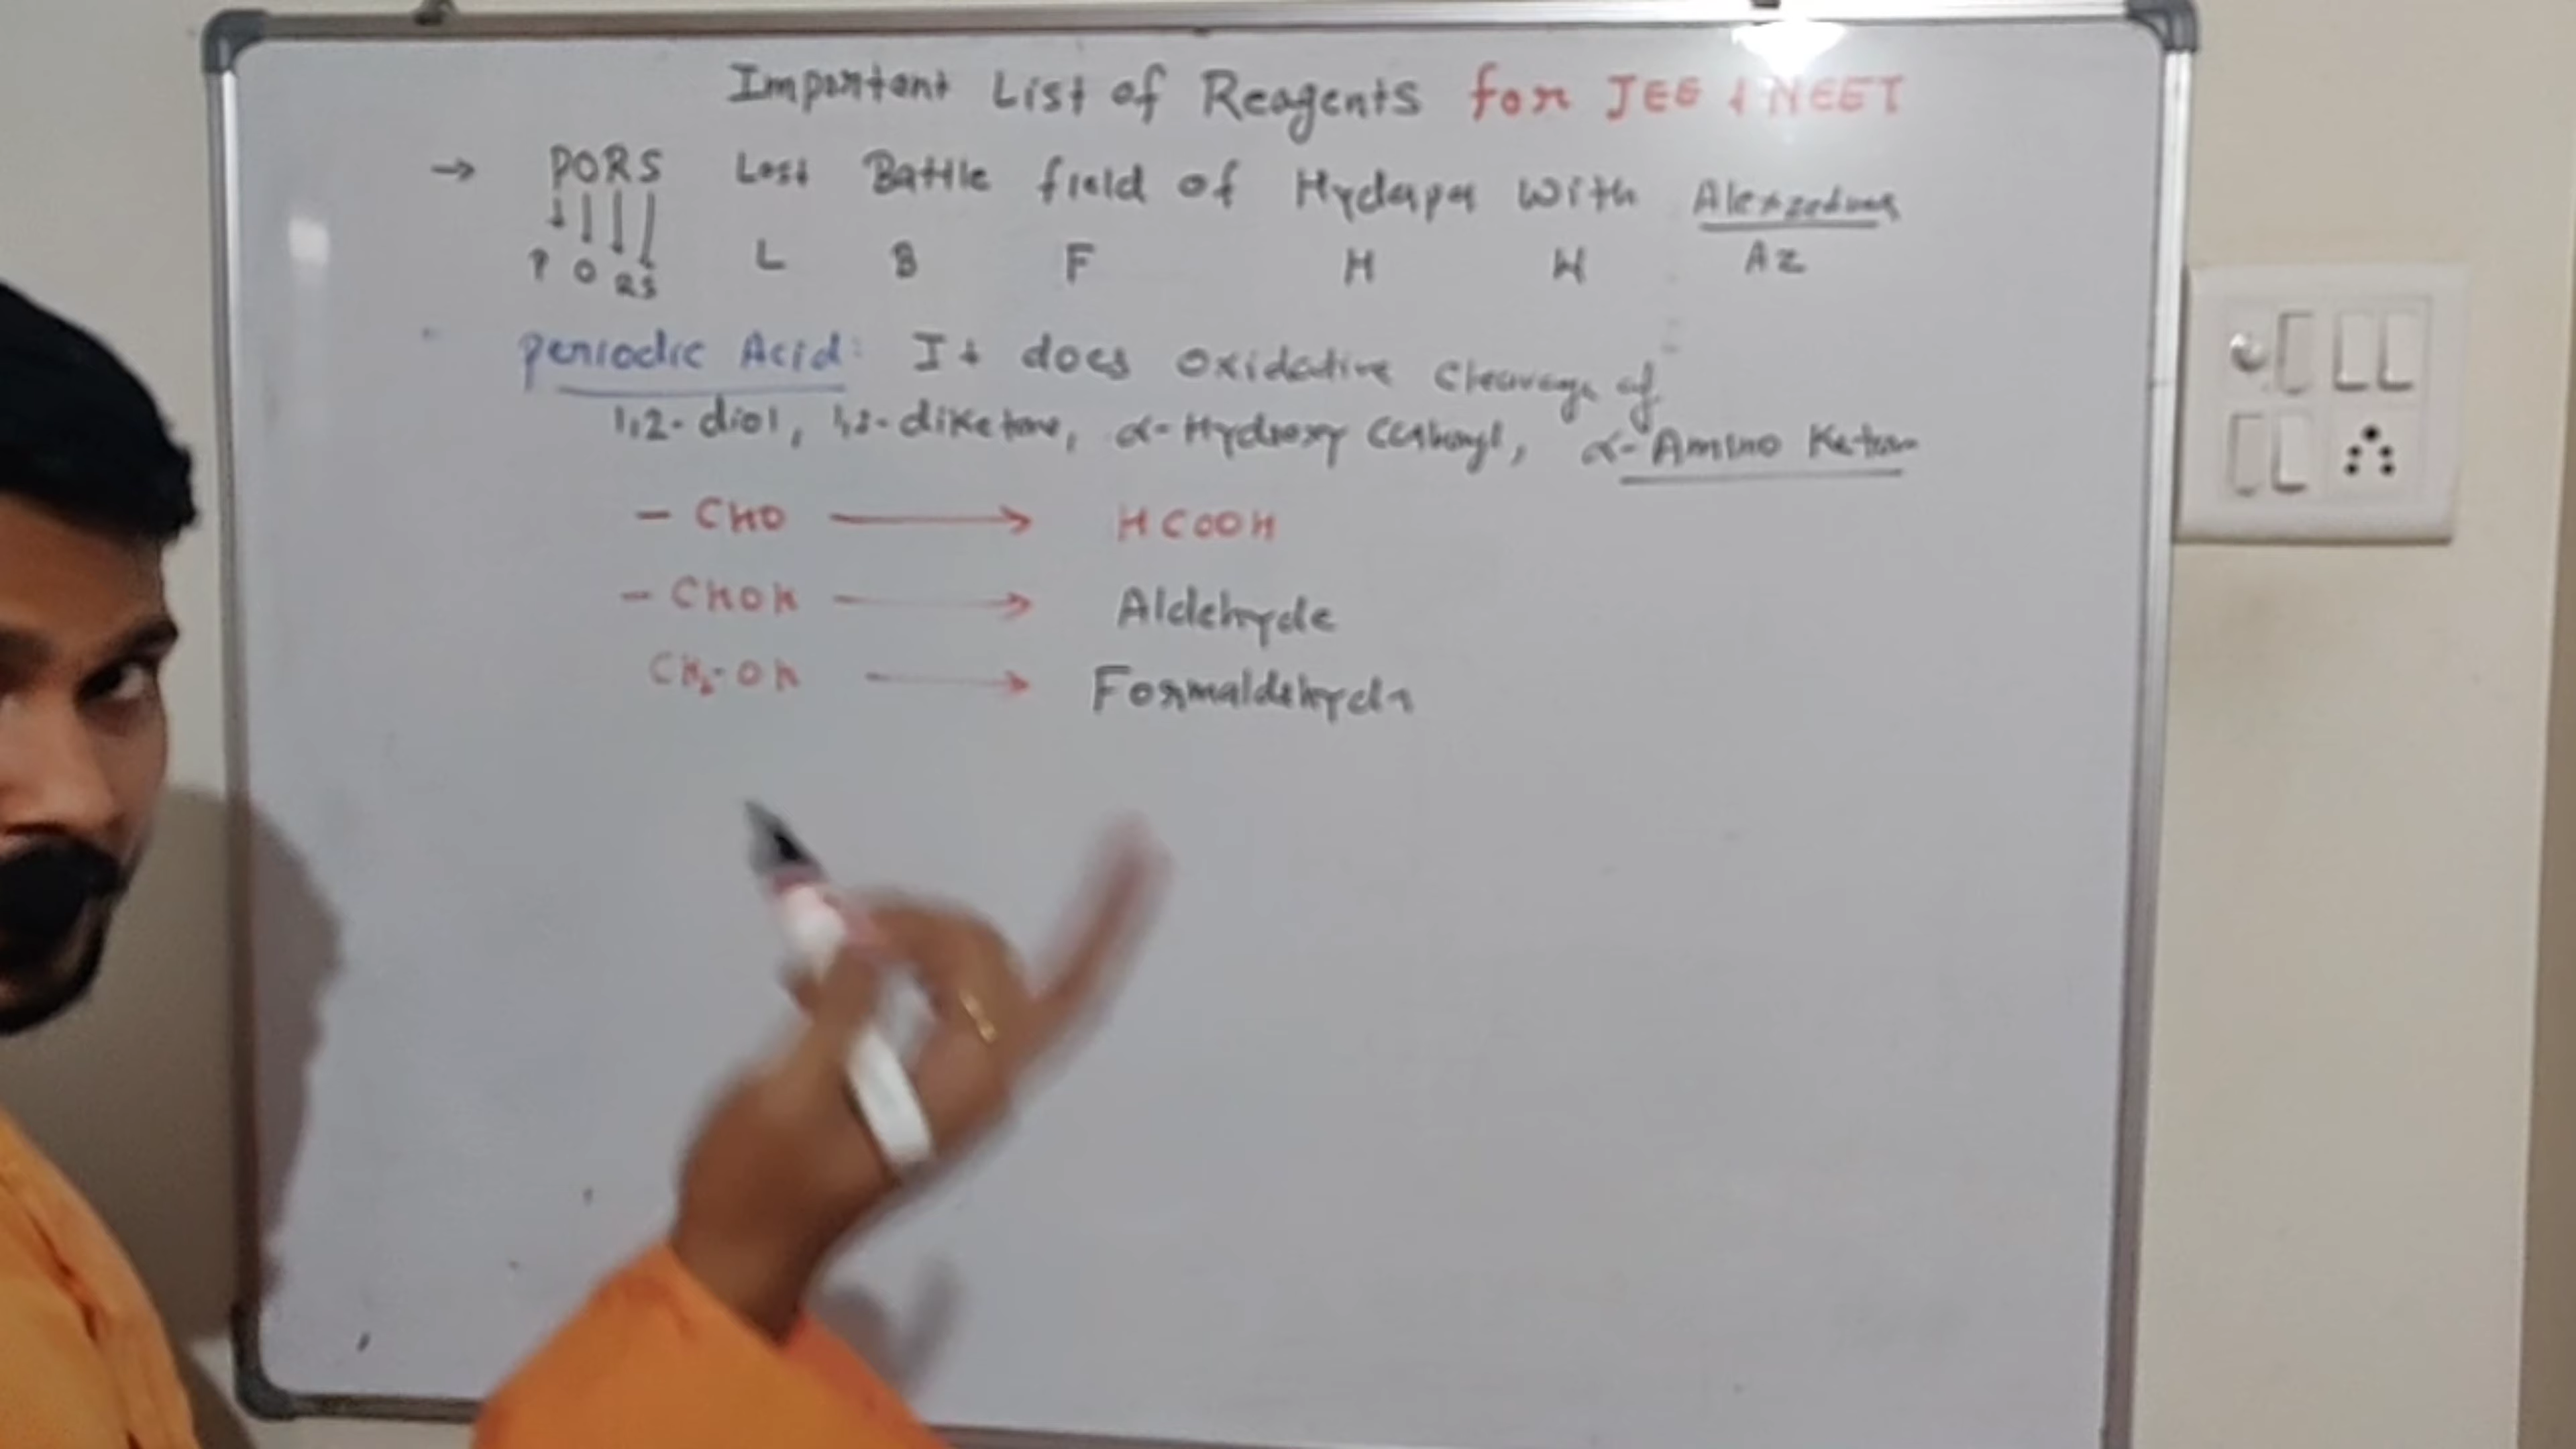 Important List of Reagents for JEE & NEET
→ PORS Lost Battle field of With
P O RS L B F H W Az
Periodic Acid: It does Oxidative Cleavage of
1,2-diol, 1,2-diketone, α-Hydroxy Carbonyl, α-Amino Ketone
- CHO → HCOOH
- CHOH → Aldehyde
CH2-OH → Formaldehyde